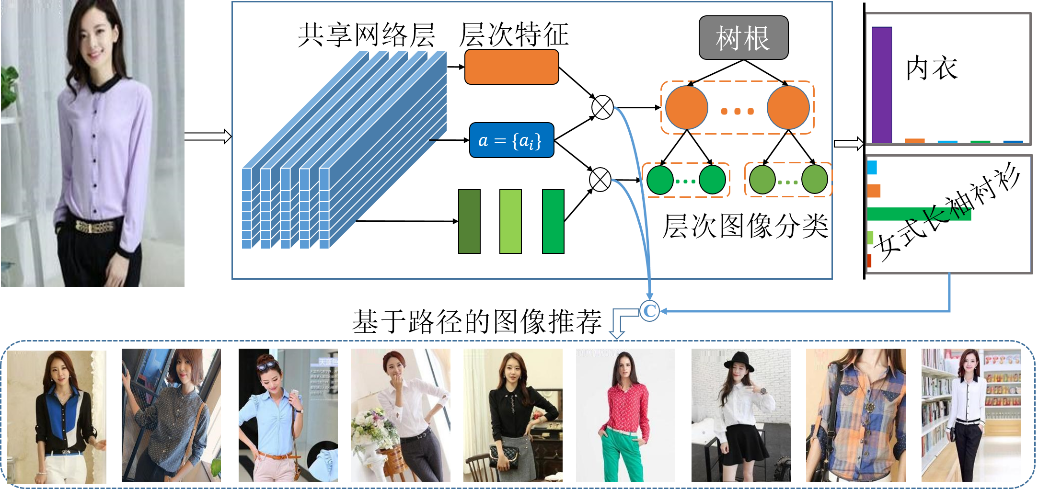 共享网络层
层次特征
树根
内衣
a = {aᵢ}
女式长袖衬衫
层次图像分类
C
基于路径的图像推荐